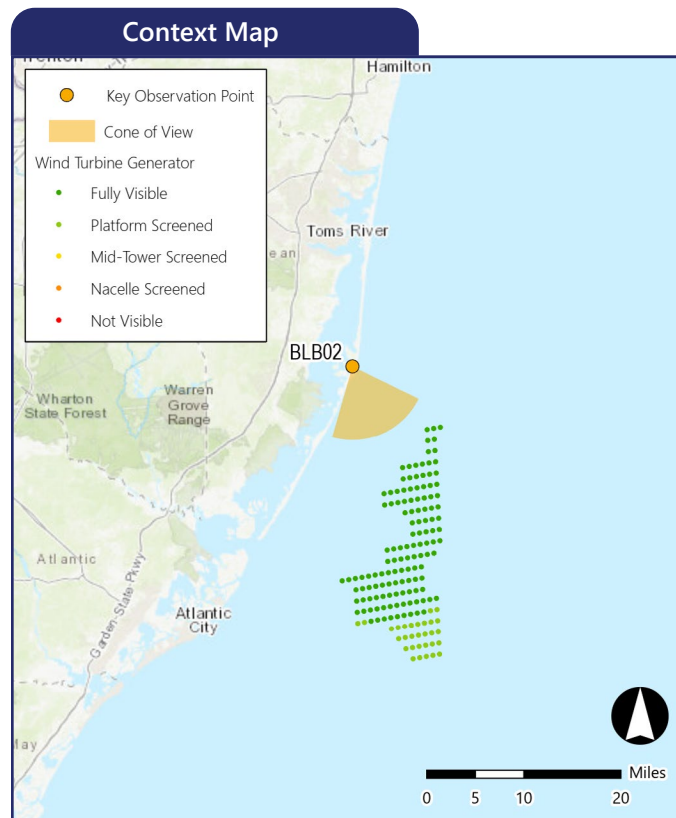 Context Map
Hamilton
Key Observation Point
Cone of View
Wind Turbine Generator
Fully Visible
Platform Screened
Mid-Tower Screened
Nacelle Screened
Not Visible
Toms River
BLB02
Wharton
State Forest
Warren
Grove
Range
Atlantic
Garden-State-Pkwy
Atlantic
City
Miles
0 5 10 20